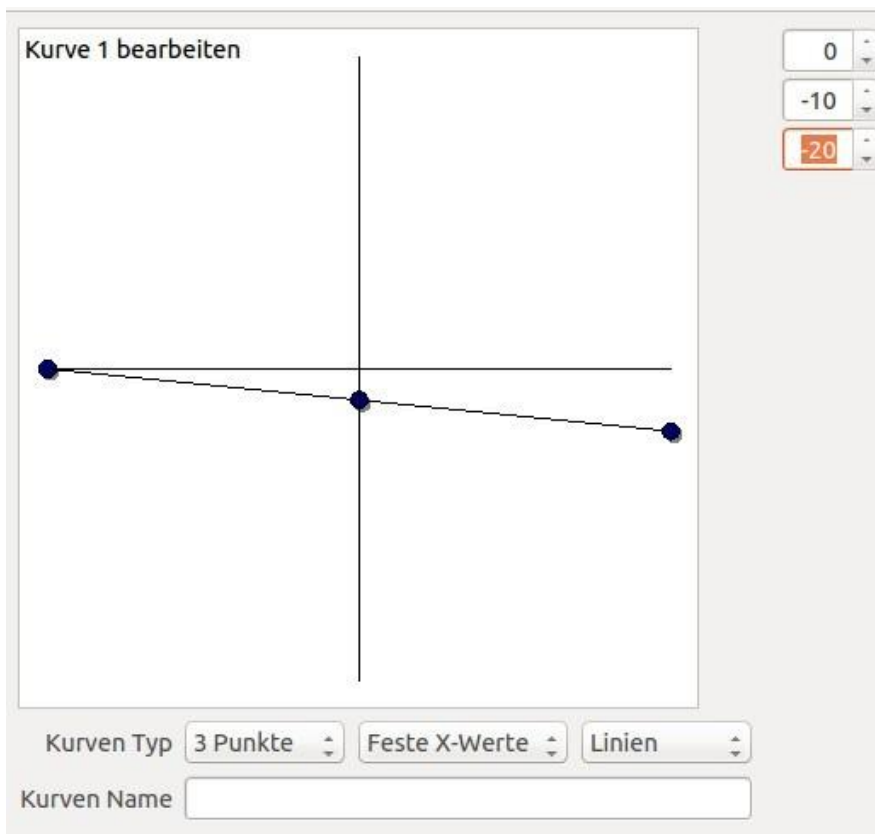 Kurve 1 bearbeiten
0
-10
-20
Kurven Typ 3 Punkte Feste X-Werte Linien
Kurven Name